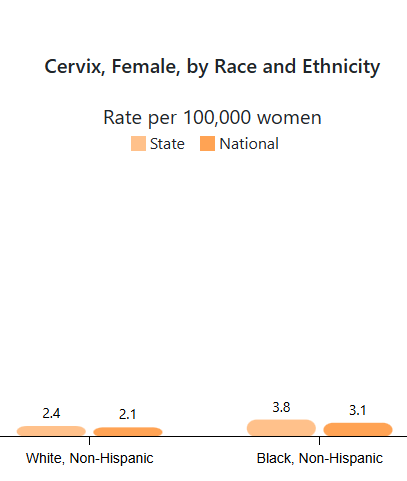 Cervix, Female, by Race and Ethnicity
Rate per 100,000 women
State National
2.4 2.1 3.8 3.1
White, Non-Hispanic Black, Non-Hispanic